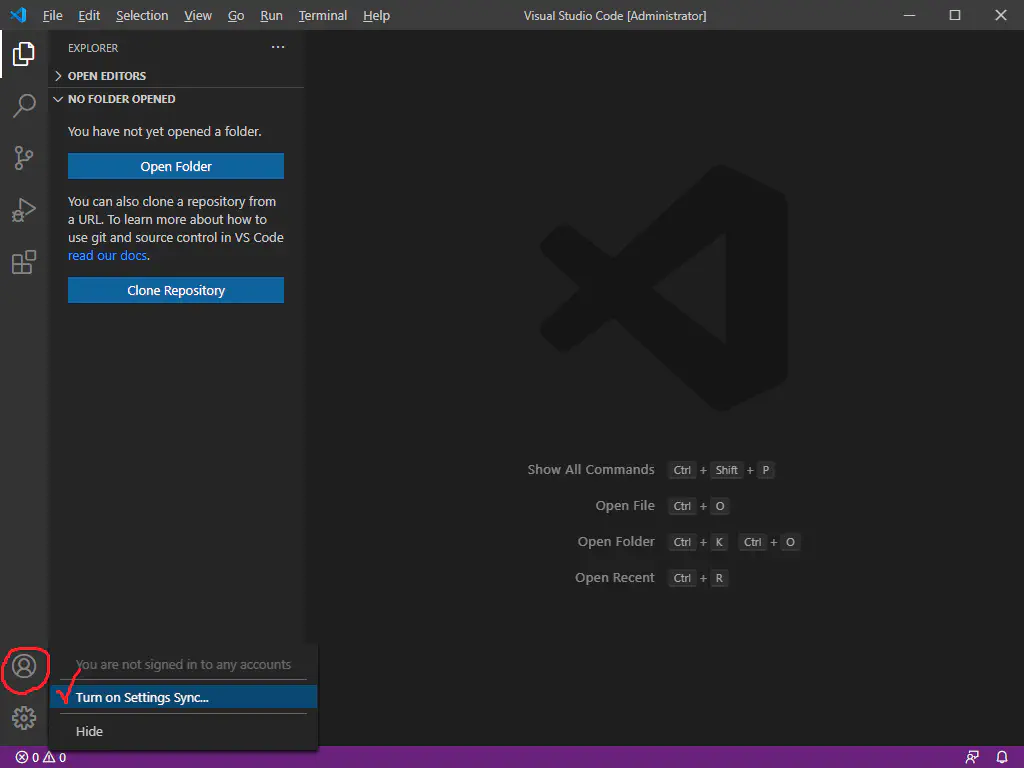 File Edit Selection View Go Run Terminal Help Visual Studio Code [Administrator]
EXPLORER ···
OPEN EDITORS
NO FOLDER OPENED
You have not yet opened a folder.
Open Folder
You can also clone a repository from
a URL. To learn more about how to
use git and source control in VS Code
read our docs.
Clone Repository
Show All Commands Ctrl + Shift + P
Open File Ctrl + O
Open Folder Ctrl + K Ctrl + O
Open Recent Ctrl + R
You are not signed in to any accounts
Turn on Settings Sync...
Hide
0 0